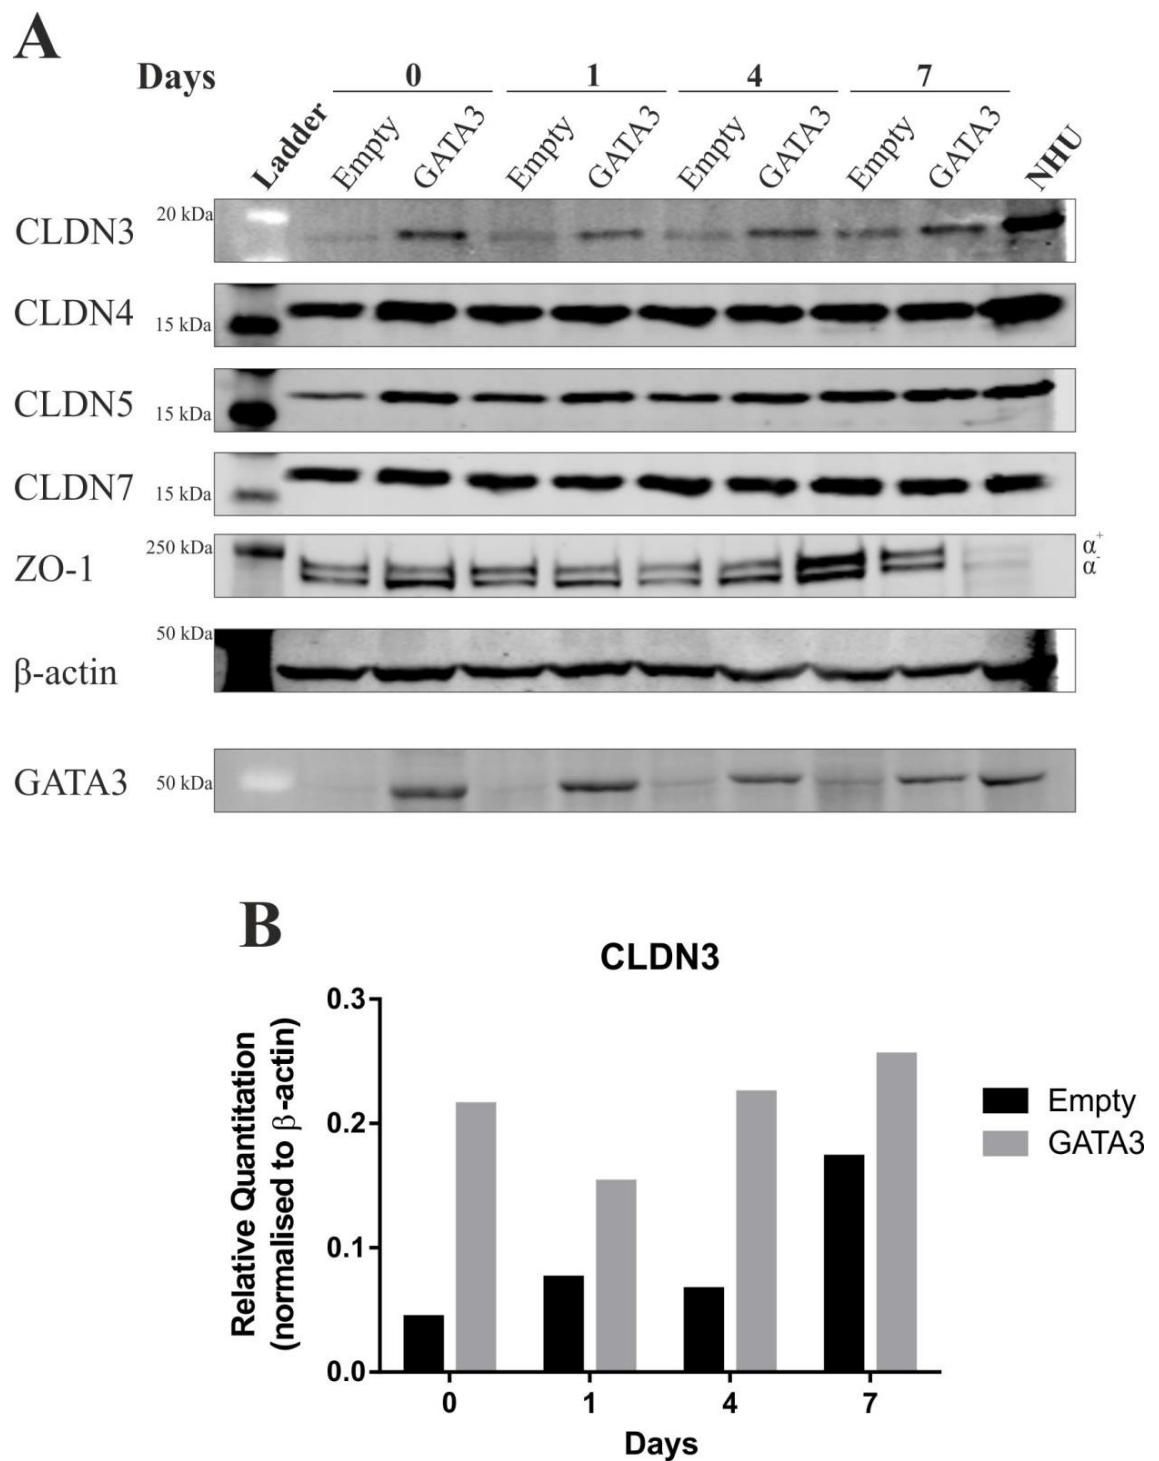 A
Days 0 1 4 7
Ladder Empty GATA3 Empty GATA3 Empty GATA3 Empty GATA3 NHU
CLDN3 20 kDa
CLDN4 15 kDa
CLDN5 15 kDa
CLDN7 15 kDa
ZO-1 250 kDa α⁺
α⁻
β-actin 50 kDa
GATA3 50 kDa
B
CLDN3
Relative Quantitation
(normalised to β-actin)
0.3
0.2
0.1
0.0
0 1 4 7
Days
Empty
GATA3